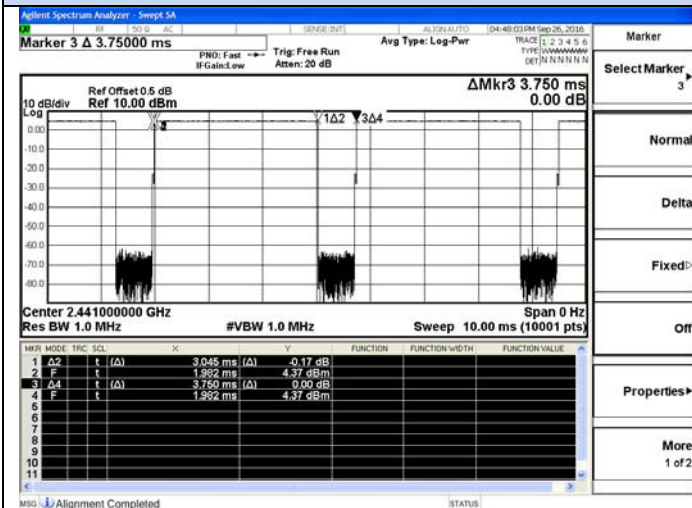 Agilent Spectrum Analyzer - Swept SA
RF 50 Ω AC SENSE:INT ALIGN AUTO 04:48:03 PM Sep 26, 2016
Marker 3 Δ 3.75000 ms
PNO: Fast Trig: Free Run Avg Type: Log-Pwr TRACE 1 2 3 4 5 6
IFGain:Low Atten: 20 dB TYPE WWWWWW
DET N N N N N N
ΔMkr3 3.750 ms
0.00 dB
Ref Offset 0.5 dB
10 dB/div Ref 10.00 dBm
Log
1Δ2 3Δ4
0.00
-10.0
-20.0
-30.0
-40.0
-50.0
-60.0
-70.0
-80.0
Center 2.441000000 GHz Span 0 Hz
Res BW 1.0 MHz #VBW 1.0 MHz Sweep 10.00 ms (10001 pts)
MKR MODE TRC SCL X Y FUNCTION FUNCTION WIDTH FUNCTION VALUE
1 Δ2 t (Δ) 3.045 ms (Δ) -0.17 dB
2 F t 1.982 ms 4.37 dBm
3 Δ4 t (Δ) 3.750 ms (Δ) 0.00 dB
4 F t 1.982 ms 4.37 dBm
5
6
7
8
9
10
11
MSG Alignment Completed STATUS
Marker
Select Marker
3
Normal
Delta
Fixed
Off
Properties
More
1 of 2